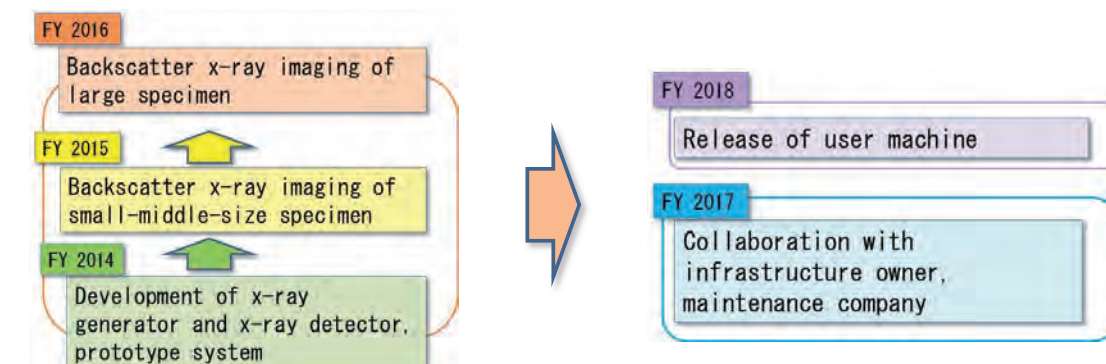 FY 2016
Backscatter x-ray imaging of
large specimen
FY 2015
Backscatter x-ray imaging of
small-middle-size specimen
FY 2014
Development of x-ray
generator and x-ray detector,
prototype system
FY 2018
Release of user machine
FY 2017
Collaboration with
infrastructure owner,
maintenance company